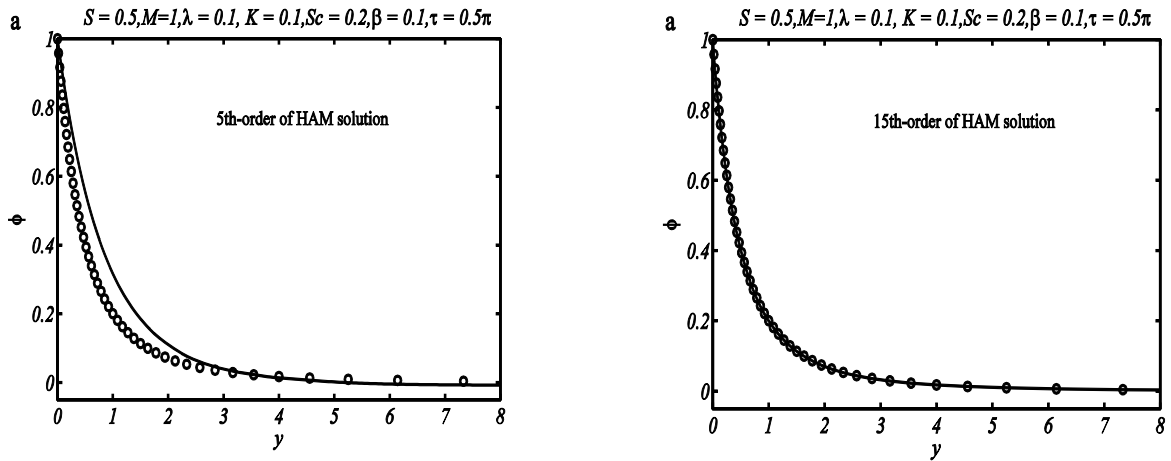 a
S = 0.5,M=1,λ = 0.1, K = 0.1,Sc = 0.2,β = 0.1,τ = 0.5π
1
0.8
0.6
0.4
0.2
0
ϕ
5th-order of HAM solution
0 1 2 3 4 5 6 7 8
y
a
S = 0.5,M=1,λ = 0.1, K = 0.1,Sc = 0.2,β = 0.1,τ = 0.5π
1
0.8
0.6
0.4
0.2
0
ϕ
15th-order of HAM solution
0 1 2 3 4 5 6 7 8
y